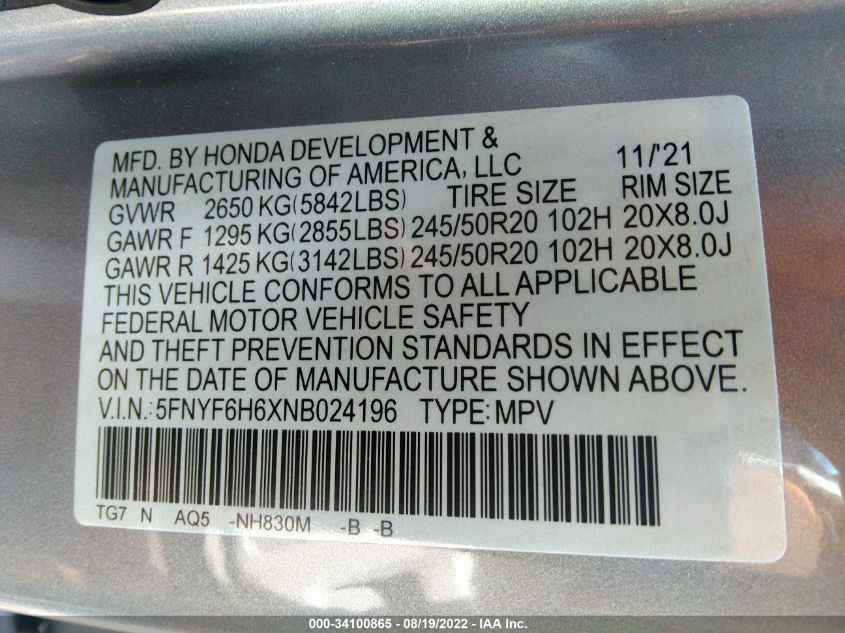 MFD. BY HONDA DEVELOPMENT &
MANUFACTURING OF AMERICA, LLC 11/'21
GVWR 2650 KG(5842LBS) TIRE SIZE RIM SIZE
GAWR F 1295 KG(2855LBS) 245/50R20 102H 20X8.0J
GAWR R 1425 KG(3142LBS) 245/50R20 102H 20X8.0J
THIS VEHICLE CONFORMS TO ALL APPLICABLE
FEDERAL MOTOR VEHICLE SAFETY
AND THEFT PREVENTION STANDARDS IN EFFECT
ON THE DATE OF MANUFACTURE SHOWN ABOVE.
V.I.N.:5FNYF6H6XNB024196 TYPE:MPV
TG7 N AQ5 -NH830M -B -B
000-34100865 - 08/19/2022 - IAA Inc.